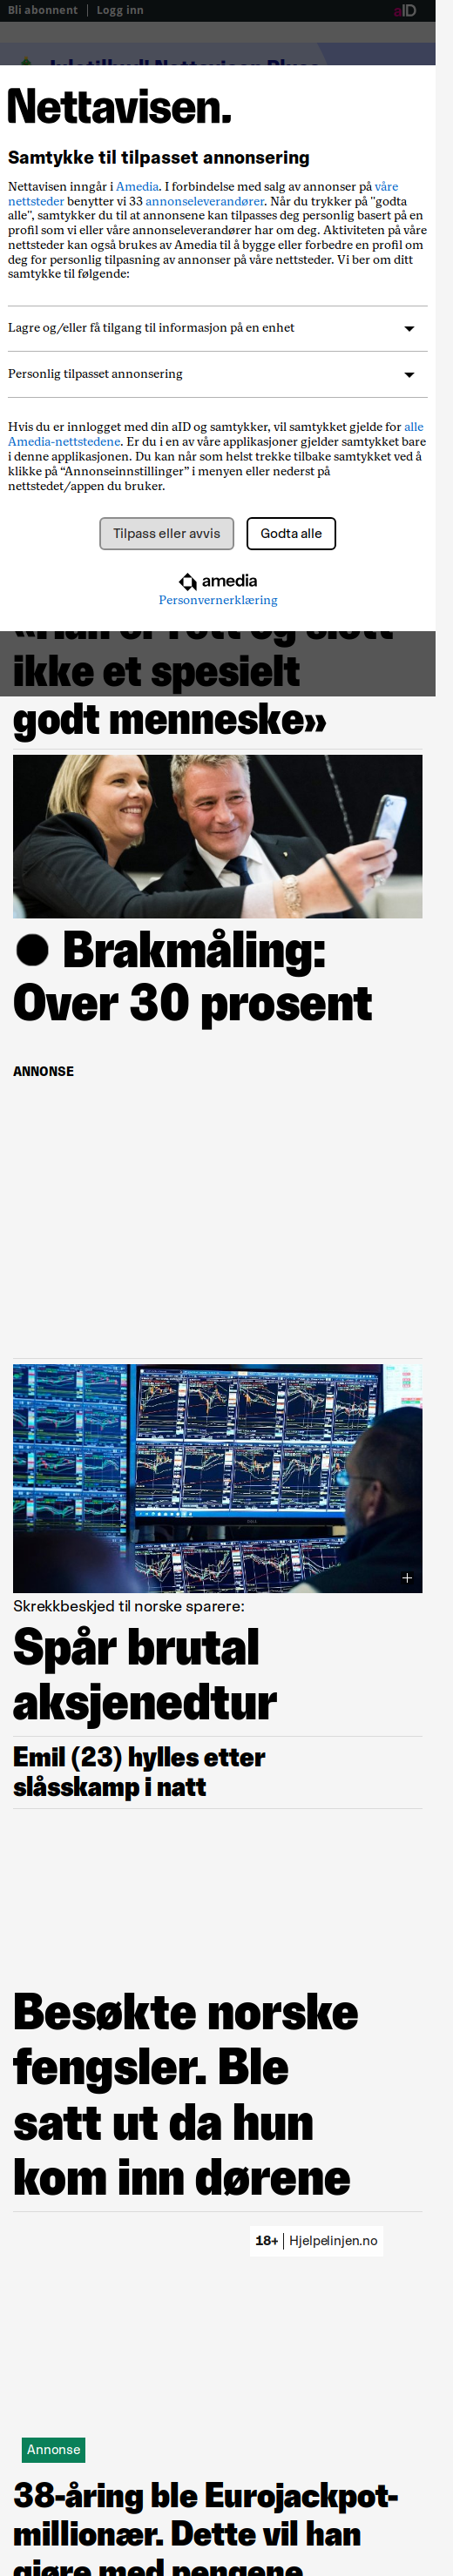 Bli abonnent | Logg inn
aID
Nettavisen.
Samtykke til tilpasset annonsering
Nettavisen inngår i Amedia. I forbindelse med salg av annonser på våre
nettsteder benytter vi 33 annonseleverandører. Når du trykker på "godta
alle", samtykker du til at annonsene kan tilpasses deg personlig basert på en
profil som vi eller våre annonseleverandører har om deg. Aktiviteten på våre
nettsteder kan også brukes av Amedia til å bygge eller forbedre en profil om
deg for personlig tilpasning av annonser på våre nettsteder. Vi ber om ditt
samtykke til følgende:
Lagre og/eller få tilgang til informasjon på en enhet
Personlig tilpasset annonsering
Hvis du er innlogget med din aID og samtykker, vil samtykket gjelde for alle
Amedia-nettstedene. Er du i en av våre applikasjoner gjelder samtykket bare
i denne applikasjonen. Du kan når som helst trekke tilbake samtykket ved å
klikke på “Annonseinnstillinger” i menyen eller nederst på
nettstedet/appen du bruker.
Tilpass eller avvis
Godta alle
amedia
Personvernerklæring
ikke et spesielt
godt menneske»
Brakmåling:
Over 30 prosent
ANNONSE
Skrekkbeskjed til norske sparere:
Spår brutal
aksjenedtur
Emil (23) hylles etter
slåsskamp i natt
Besøkte norske
fengsler. Ble
satt ut da hun
kom inn dørene
18+ | Hjelpelinjen.no
Annonse
38-åring ble Eurojackpot-
millionær. Dette vil han
gjøre med pengene